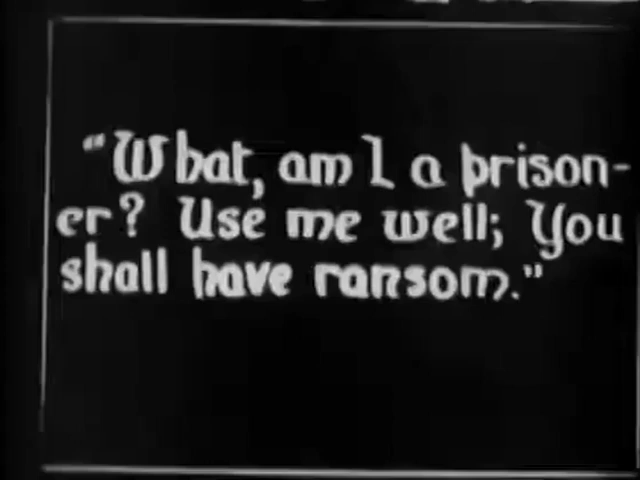 "What, am I a prison-
er? Use me well; You
shall have ransom."